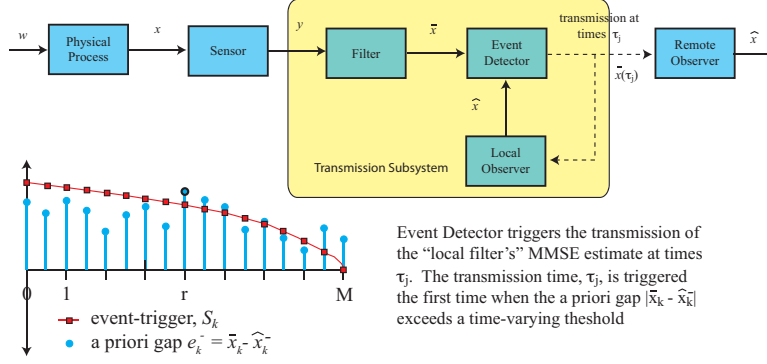 w
Physical
Process
x
Sensor
y
Filter
x̄
Event
Detector
transmission at
times τj
x̄(τj)
Remote
Observer
x̂
x̂
Local
Observer
Transmission Subsystem
0
1
r
M
event-trigger, Sk
a priori gap e⁻k = x̄k - x̂⁻k
Event Detector triggers the transmission of
the “local filter's” MMSE estimate at times
τj. The transmission time, τj, is triggered
the first time when the a priori gap |x̄k - x̂⁻k|
exceeds a time-varying theshold